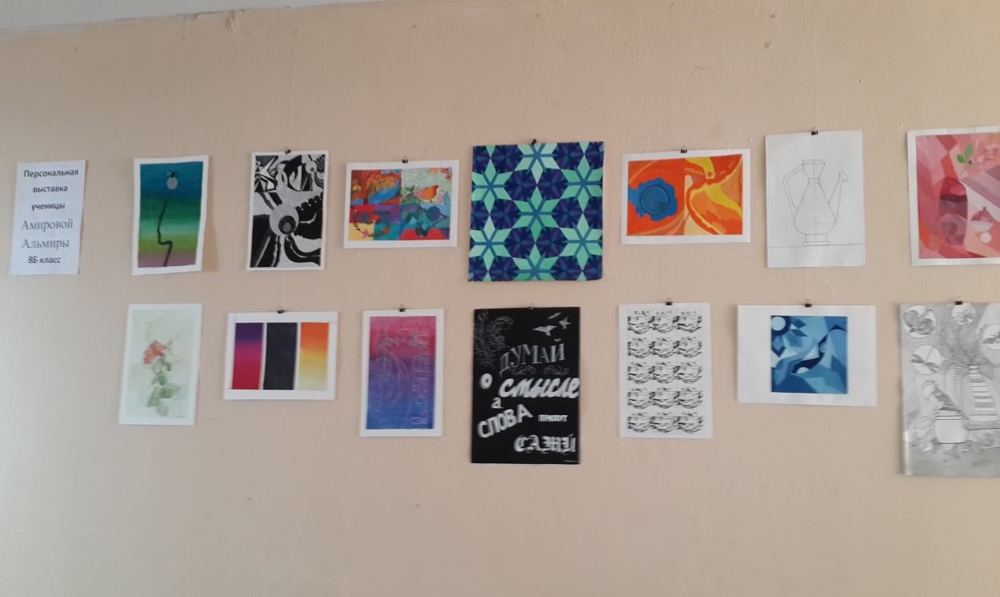 Персональная
выставка
ученицы
Амировой
Альмиры
8Б класс
ДУМАЙ
о смысле
а
СЛОВА придут
САМИ